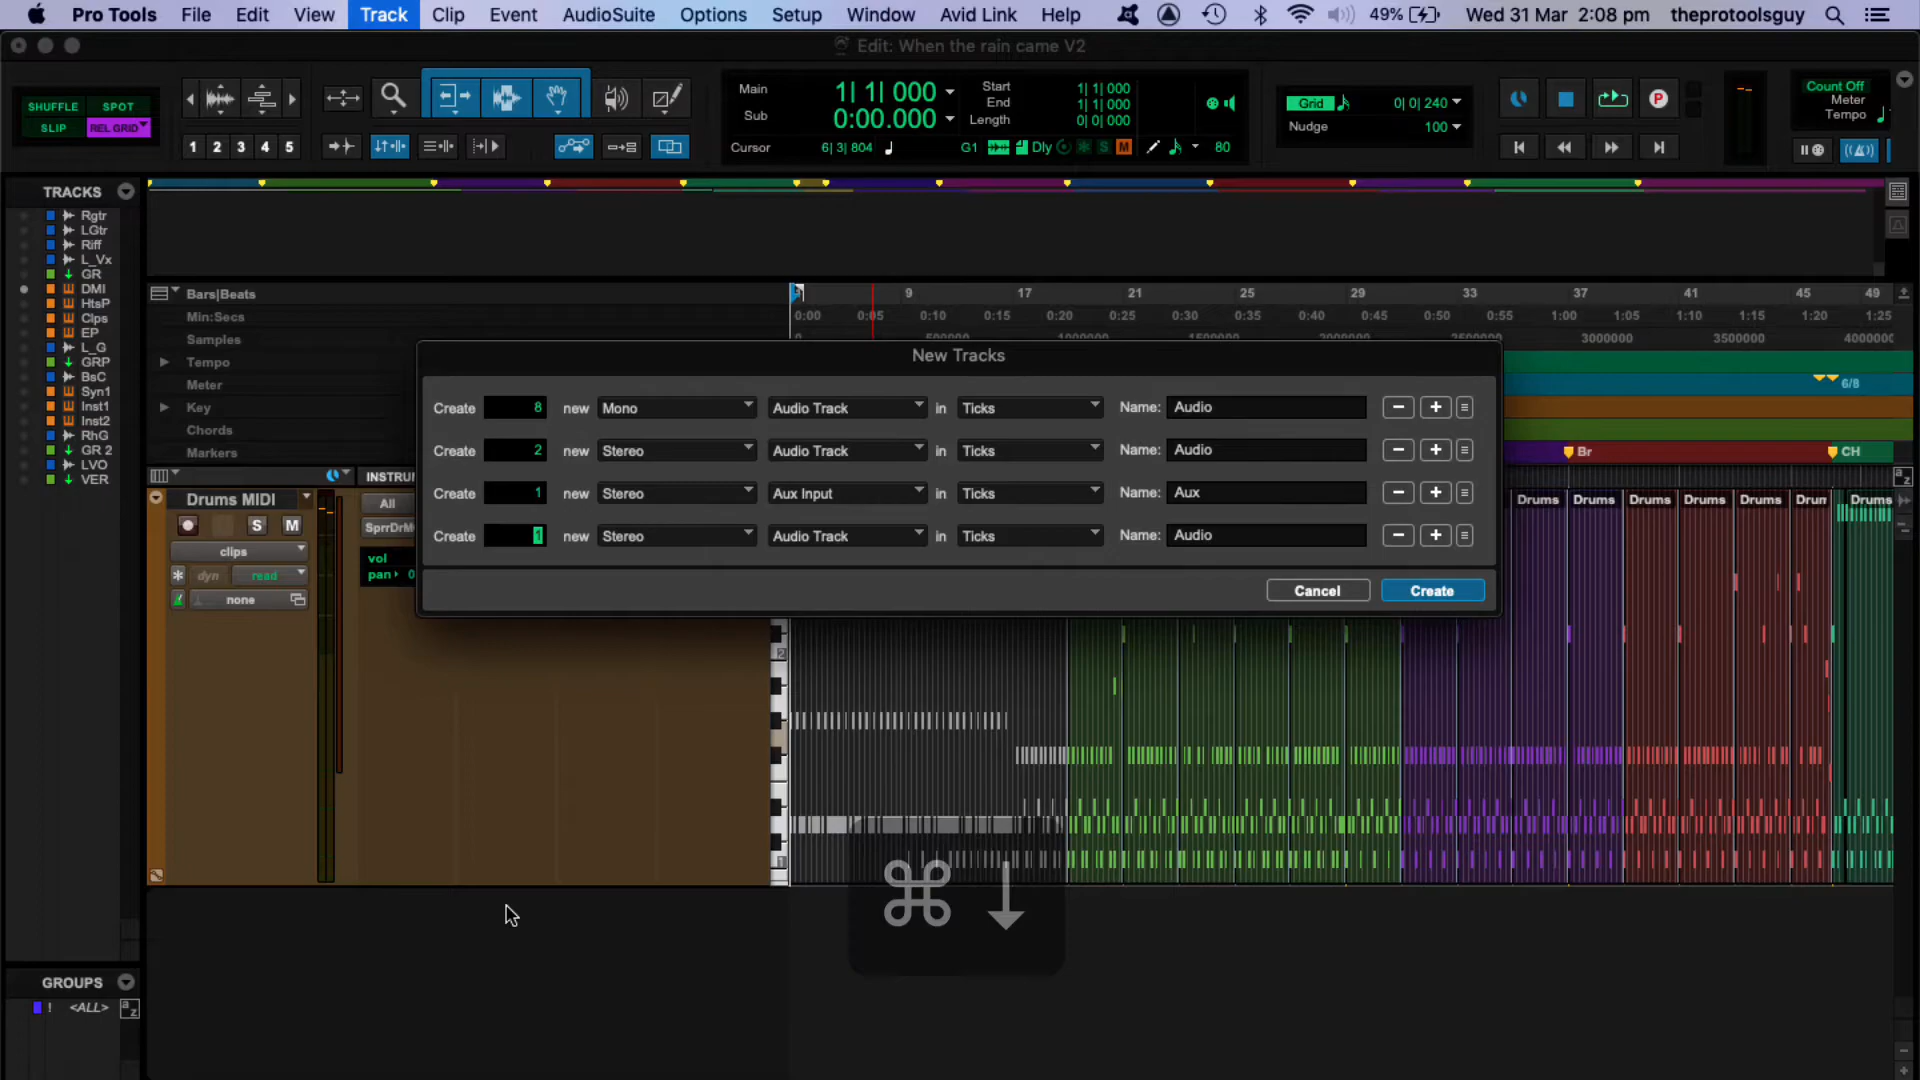 Pro Tools File Edit View Track Clip Event AudioSuite Options Setup Window Avid Link Help 49% Wed 31 Mar 2:08 pm theprotoolsguy
Edit: When the rain came V2
SHUFFLE SPOT
SLIP REL GRID
1 2 3 4 5
Main 1| 1| 000
Sub 0:00.000
Start 1| 1| 000
End 1| 1| 000
Length 0| 0| 000
Cursor 6| 3| 804 G1 Dly S M 80
Grid 0| 0| 240
Nudge 100
P
Count Off
Meter
Tempo
TRACKS
Rgtr
LGtr
Riff
L_Vx
GR
DMI
HtsP
Clps
EP
L_G
GRP
BsC
Syn1
Inst1
Inst2
RhG
GR 2
LVO
VER
GROUPS
! <ALL> a z
Bars|Beats 9 17 21 25 29 33 37 41 45 49
Min:Secs 0:00 0:05 0:10 0:15 0:20 0:25 0:30 0:35 0:40 0:45 0:50 0:55 1:00 1:05 1:10 1:15 1:20 1:25
Samples 3000000 3500000
Tempo
Meter 6/8
Key
Chords
Markers Br CH
INSTRU
Drums MIDI All
S M SprrDrM
clips vol
dyn read pan 0
none
New Tracks
Create 8 new Mono Audio Track in Ticks Name: Audio
Create 2 new Stereo Audio Track in Ticks Name: Audio
Create 1 new Stereo Aux Input in Ticks Name: Aux
Create 1 new Stereo Audio Track in Ticks Name: Audio
Cancel Create
Drums Drums Drums Drums Drums Drum Drums
2
1
⌘ ↓